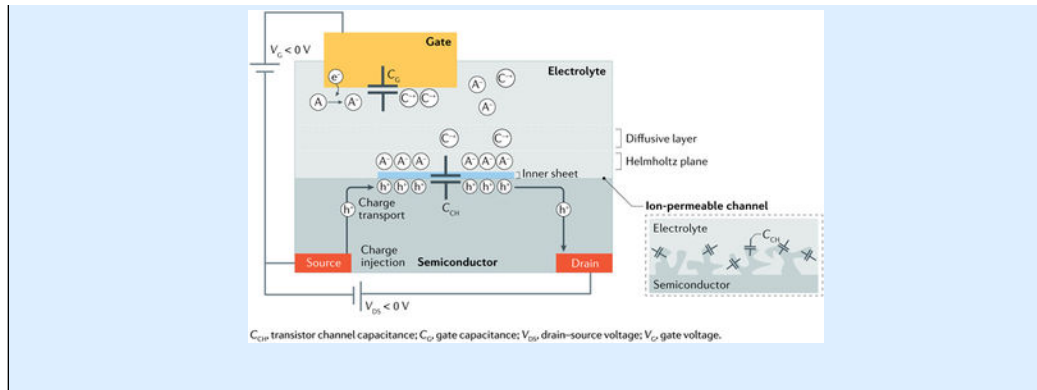 Gate
V_G < 0 V
Electrolyte
C_G
e⁻
A⁻ C⁺
A → A⁻ C⁺ C⁺
A⁻
C⁺ C⁺
Diffusive layer
A⁻ A⁻ A⁻ A⁻ A⁻ A⁻
Helmholtz plane
Inner sheet
h⁺ h⁺ h⁺ h⁺ h⁺ h⁺
Charge transport
C_CH
h⁺ h⁺
Ion-permeable channel
Electrolyte
C_CH
Semiconductor
Charge injection
Source
Semiconductor
Drain
V_DS < 0 V
C_CH, transistor channel capacitance; C_G, gate capacitance; V_DS, drain–source voltage; V_G, gate voltage.